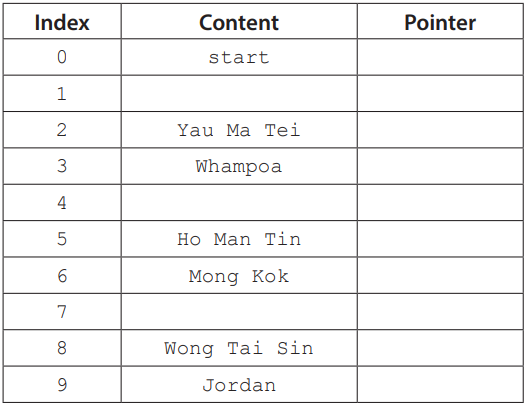 Index Content Pointer
0 start
1
2 Yau Ma Tei
3 Whampoa
4
5 Ho Man Tin
6 Mong Kok
7
8 Wong Tai Sin
9 Jordan